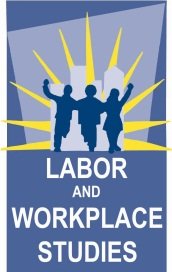 LABOR
AND
WORKPLACE
STUDIES